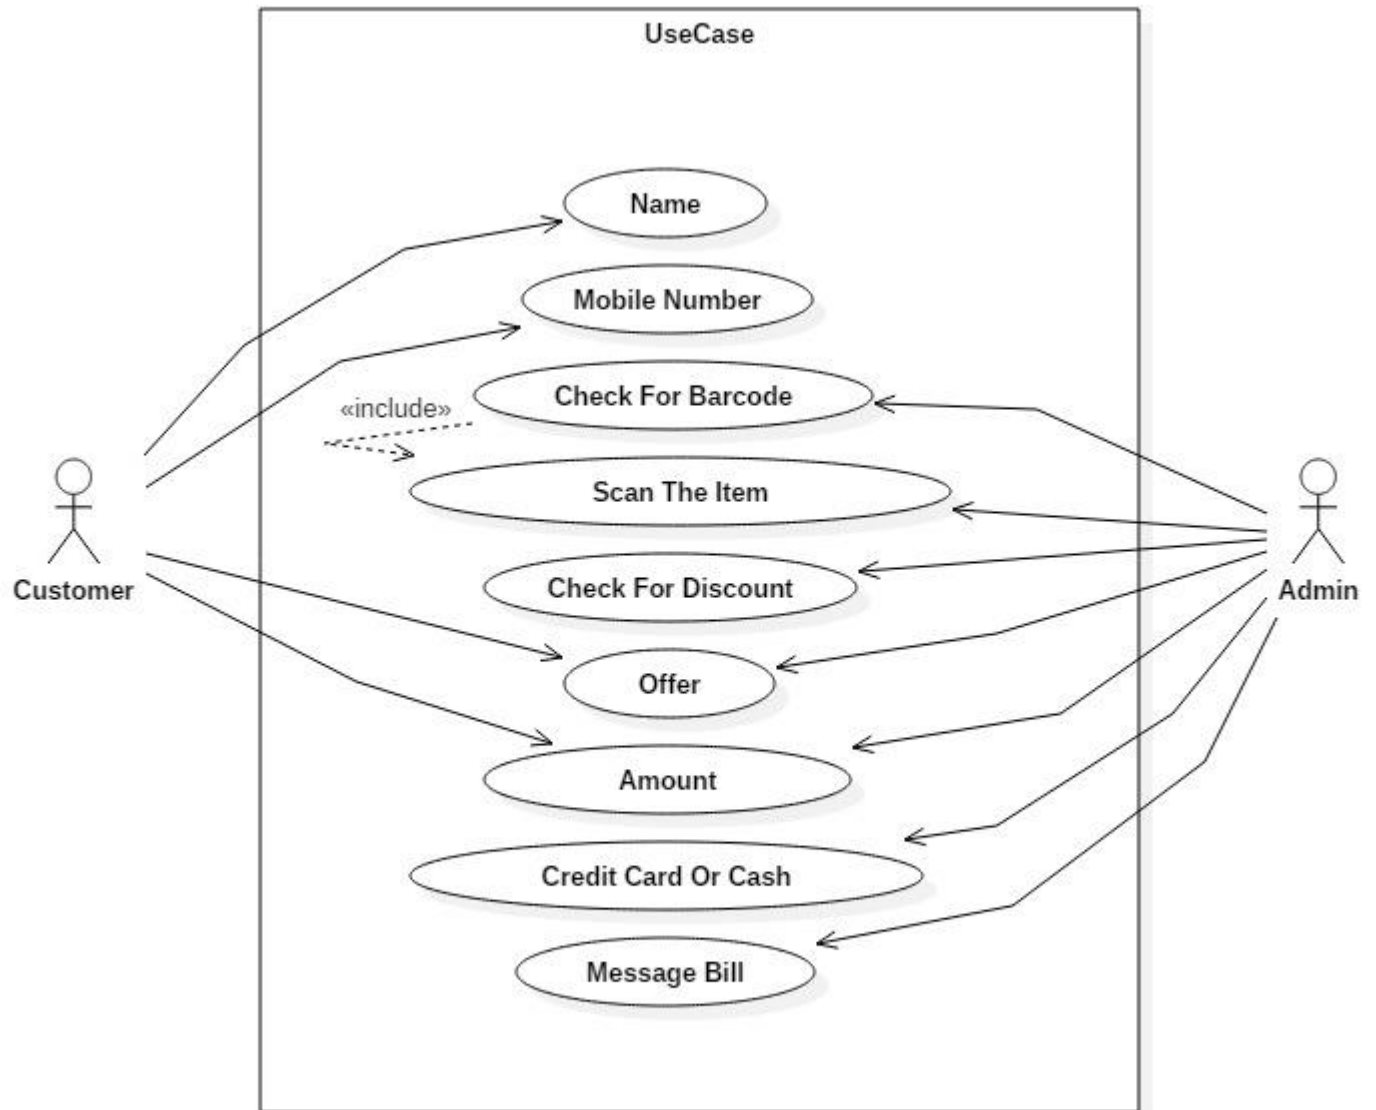 UseCase
Name
Mobile Number
Check For Barcode
«include»
Scan The Item
Check For Discount
Customer
Admin
Offer
Amount
Credit Card Or Cash
Message Bill